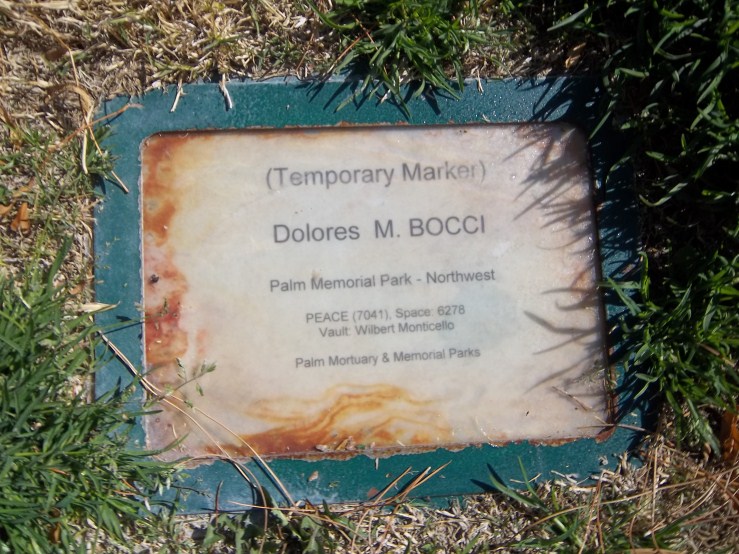 (Temporary Marker)
Dolores M. BOCCI
Palm Memorial Park - Northwest
PEACE (7041), Space: 6278
Vault: Wilbert Monticello
Palm Mortuary & Memorial Parks